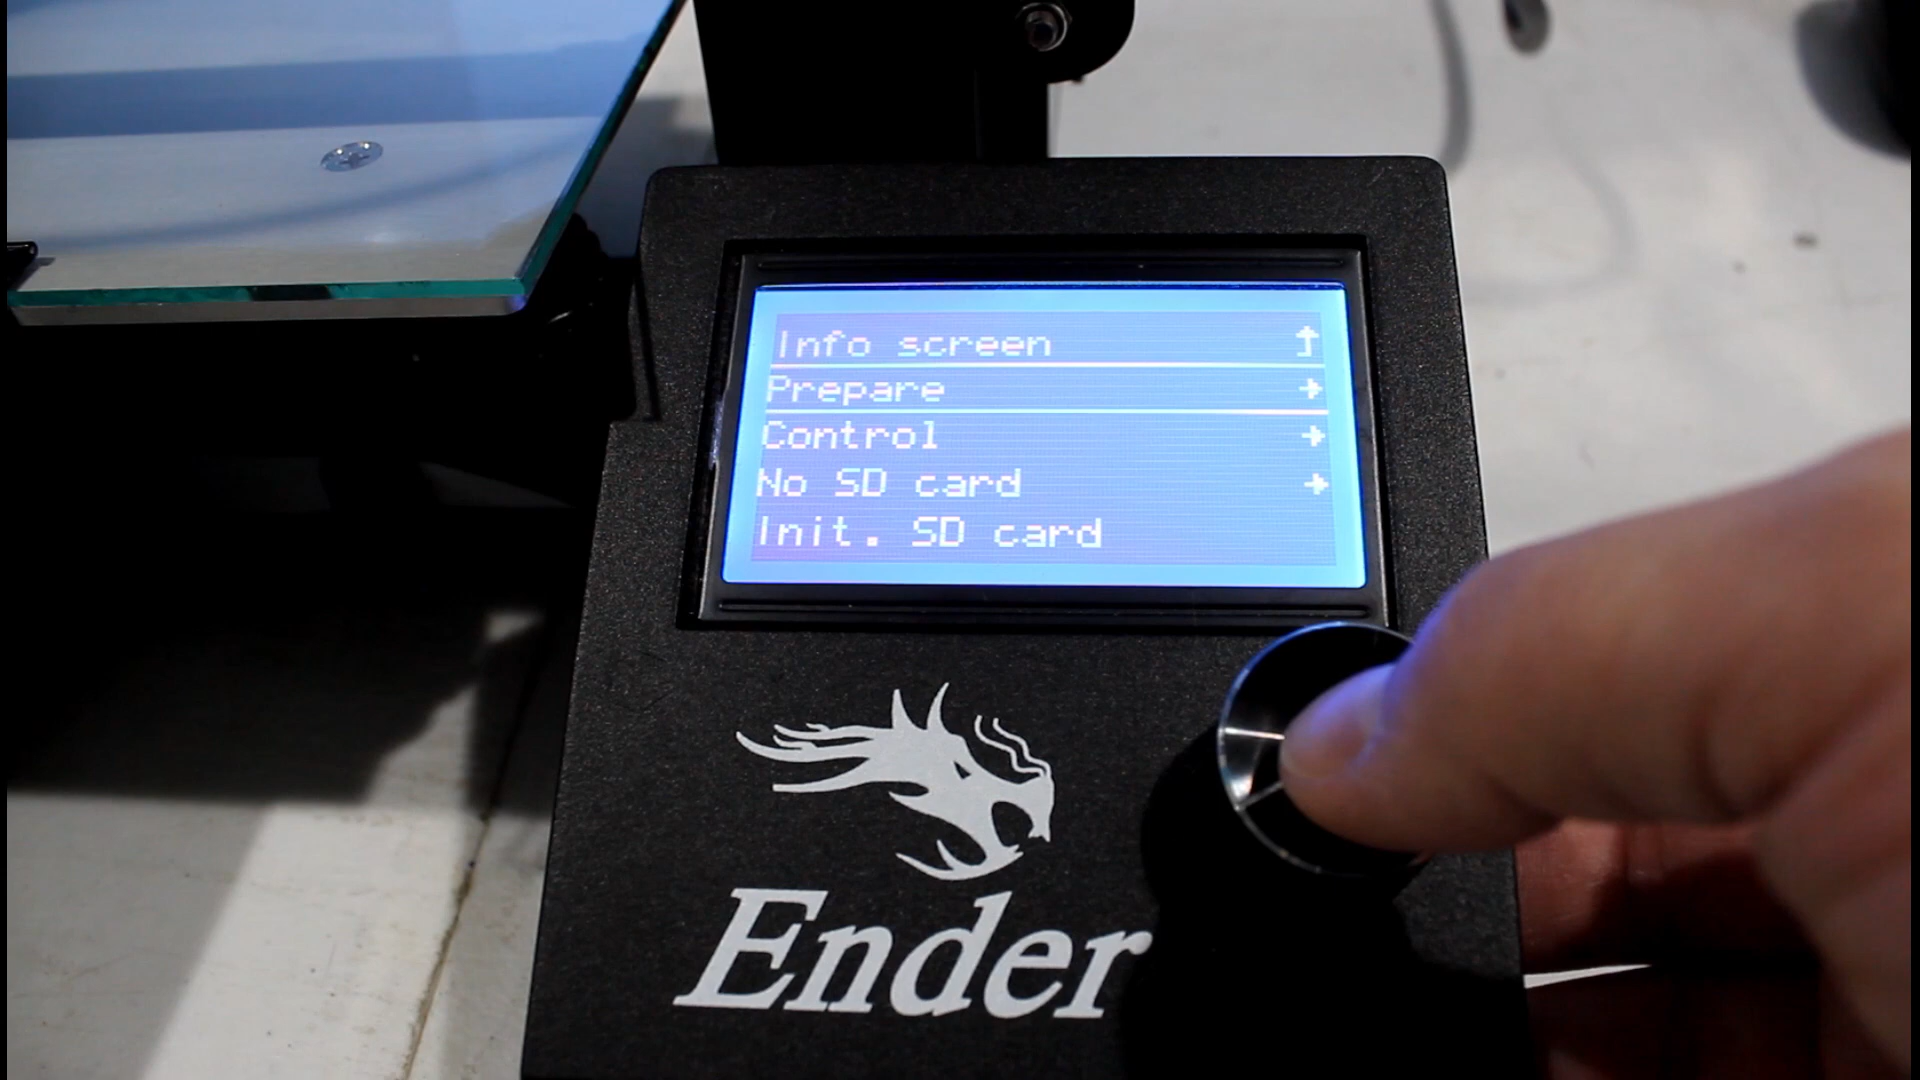 Info screen
Prepare
Control
No SD card
Init. SD card
Ender